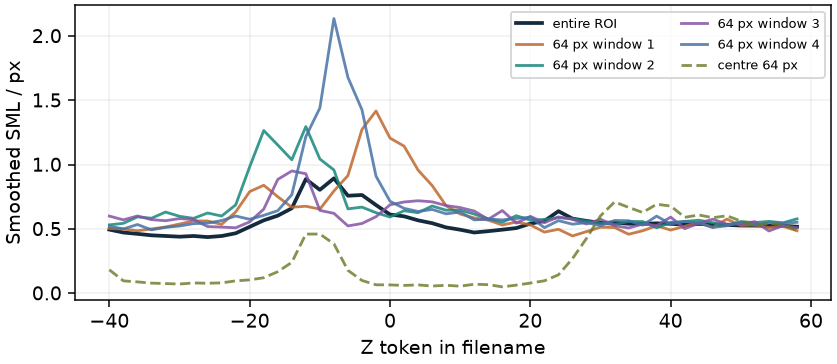 Smoothed SML / px
2.0
1.5
1.0
0.5
0.0
entire ROI
64 px window 1
64 px window 2
64 px window 3
64 px window 4
centre 64 px
−40
−20
0
20
40
60
Z token in filename